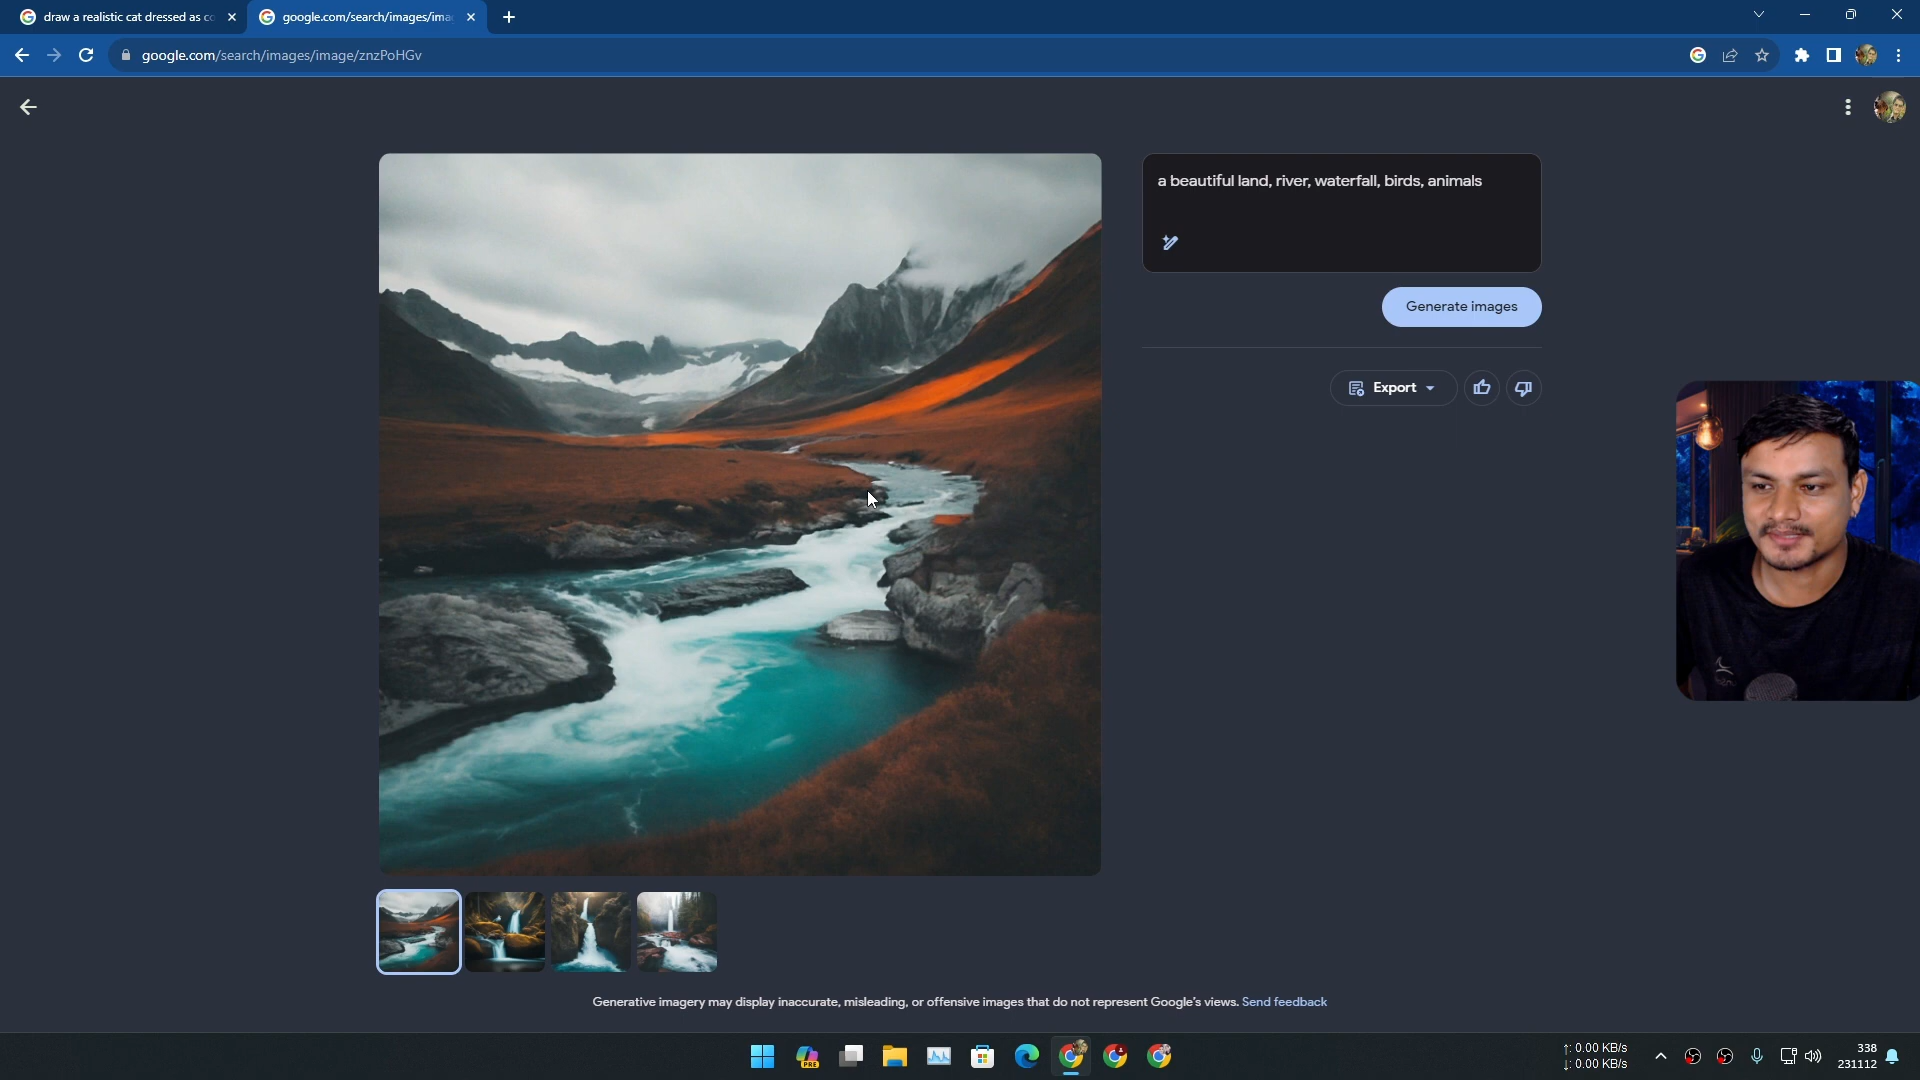 draw a realistic cat dressed as co
google.com/search/images/ima
google.com/search/images/image/znzPoHGv
a beautiful land, river, waterfall, birds, animals
Generate images
Export
Generative imagery may display inaccurate, misleading, or offensive images that do not represent Google's views. Send feedback
PRE
↑: 0.00 KB/s
↓: 0.00 KB/s
338
231112